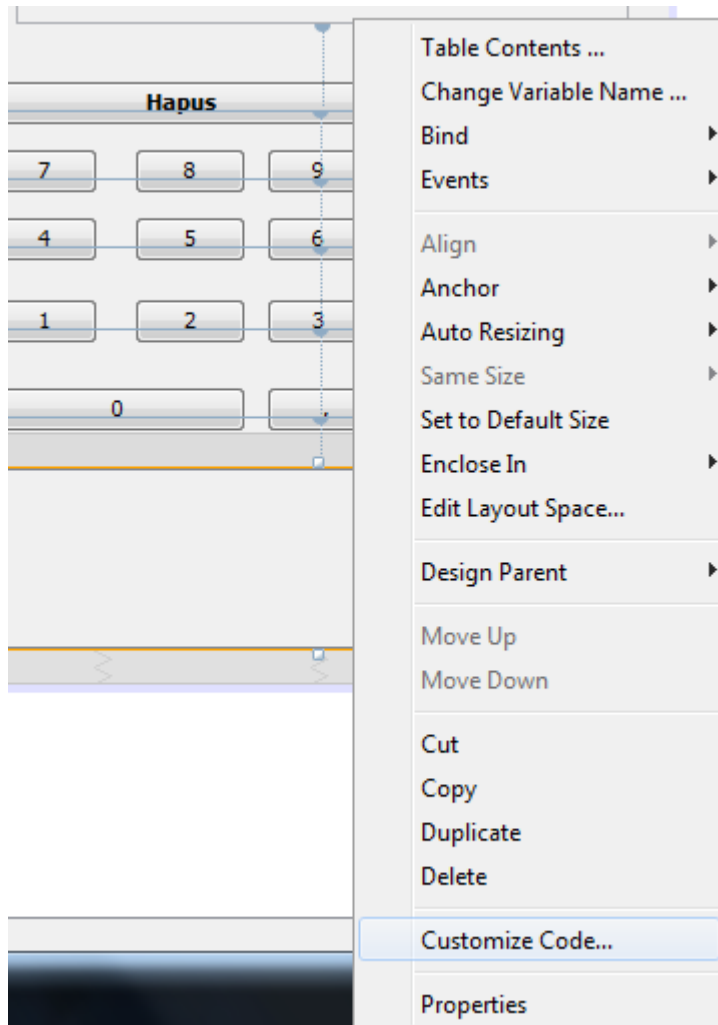 Hapus
7 8 9
4 5 6
1 2 3
0 ,
Table Contents ...
Change Variable Name ...
Bind
Events
Align
Anchor
Auto Resizing
Same Size
Set to Default Size
Enclose In
Edit Layout Space...
Design Parent
Move Up
Move Down
Cut
Copy
Duplicate
Delete
Customize Code...
Properties